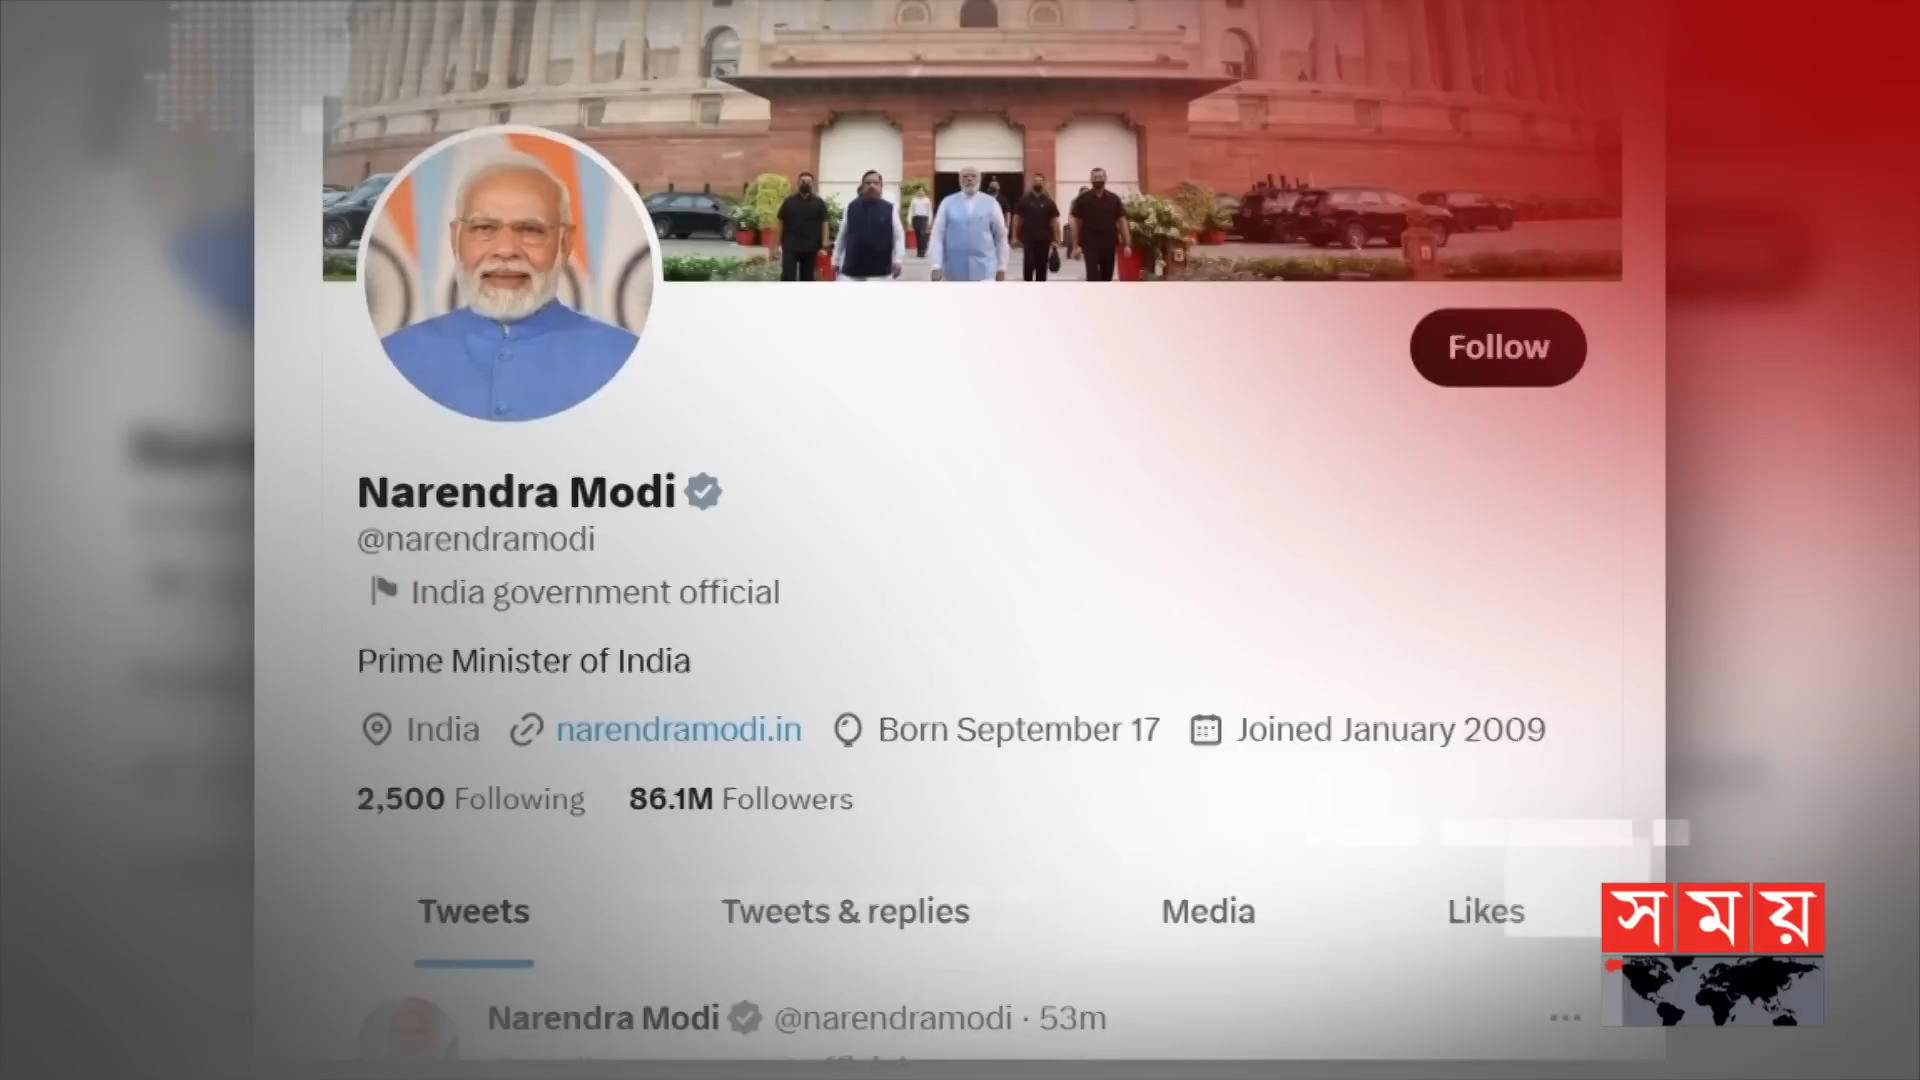 Follow
Narendra Modi
@narendramodi
India government official
Prime Minister of India
India narendramodi.in Born September 17 Joined January 2009
2,500 Following 86.1M Followers
Tweets Tweets & replies Media Likes
Narendra Modi @narendramodi · 53m
সময়